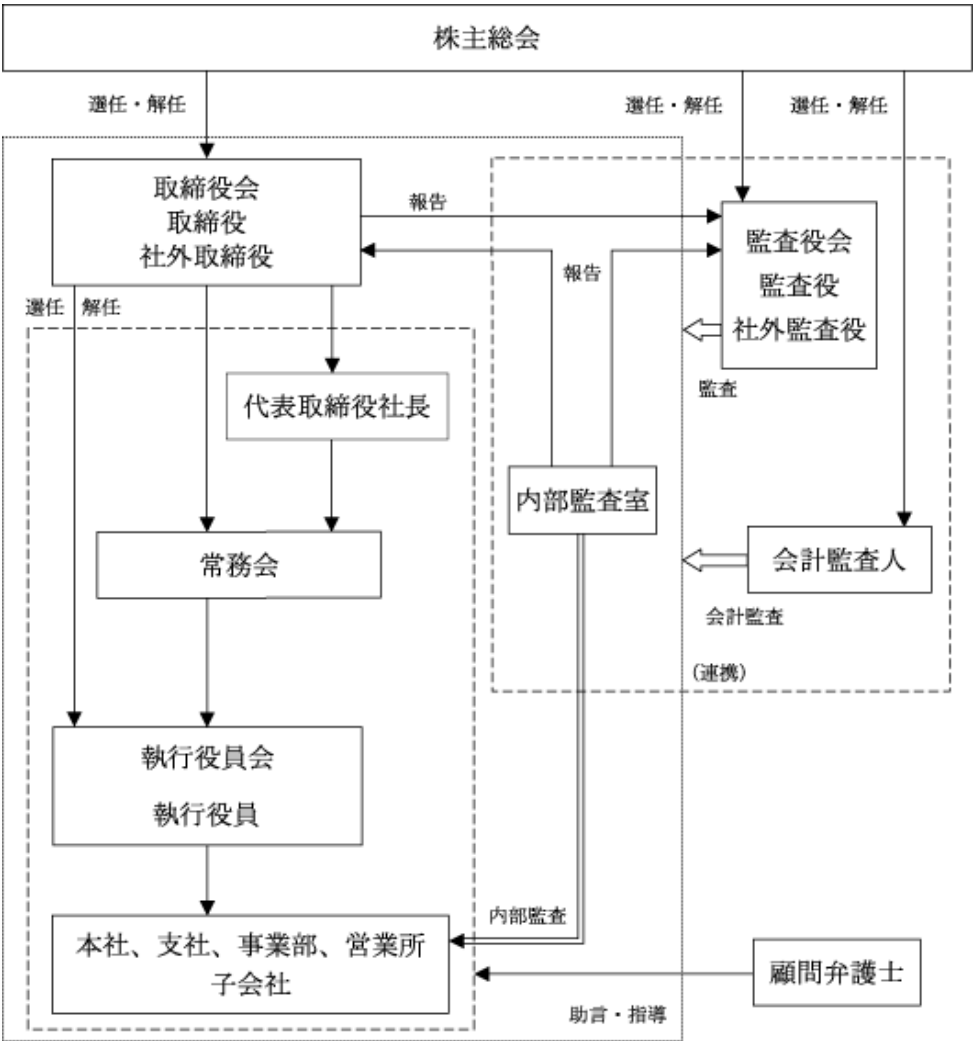 株主総会
選任・解任
選任・解任
選任・解任
取締役会
取締役
社外取締役
報告
監査役会
監査役
社外監査役
報告
選任
解任
監査
代表取締役社長
内部監査室
常務会
会計監査人
会計監査
(連携)
執行役員会
執行役員
内部監査
本社、支社、事業部、営業所
子会社
顧問弁護士
助言・指導